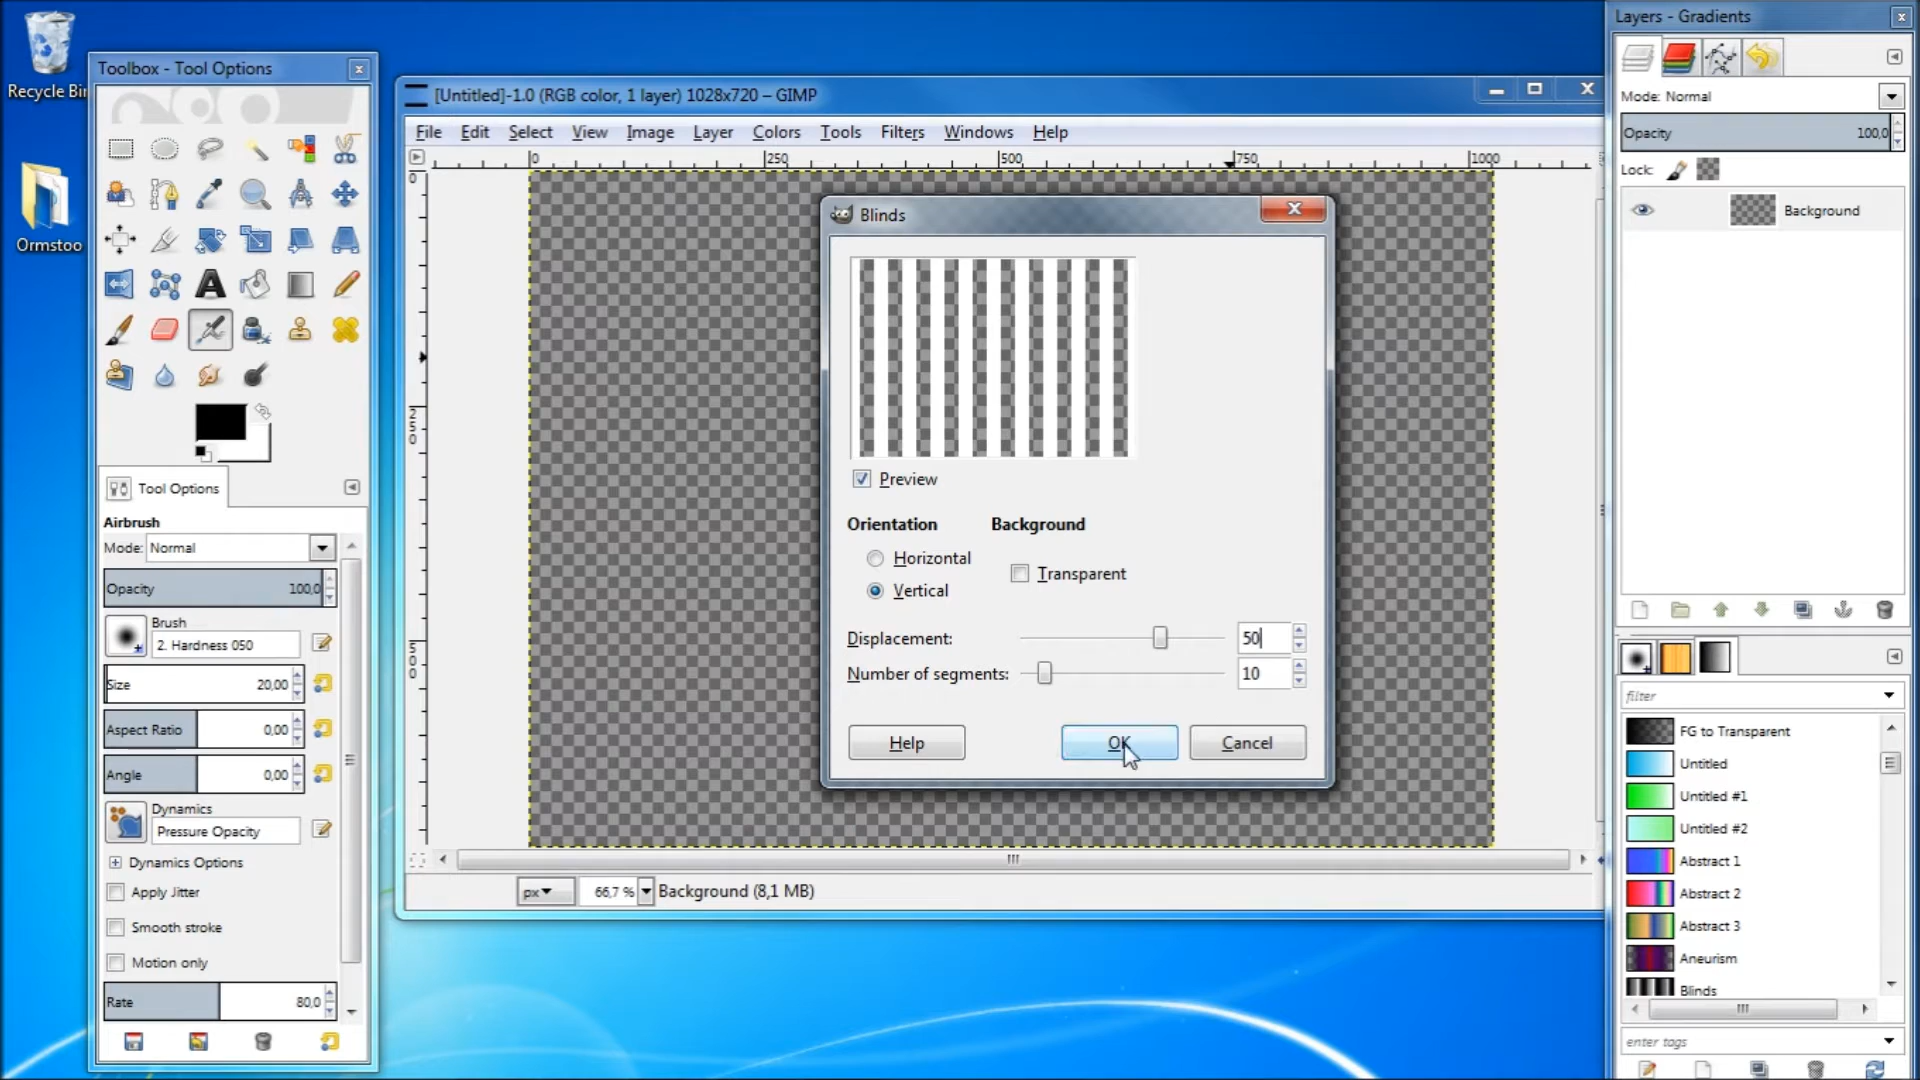 Recycle Bin
Ormstoo
Toolbox - Tool Options
Tool Options
Airbrush
Mode: Normal
Opacity 100,0
Brush
2. Hardness 050
Size 20,00
Aspect Ratio 0,00
Angle 0,00
Dynamics
Pressure Opacity
Dynamics Options
Apply Jitter
Smooth stroke
Motion only
Rate 80,0
[Untitled]-1.0 (RGB color, 1 layer) 1028x720 – GIMP
File Edit Select View Image Layer Colors Tools Filters Windows Help
0 250 500 750 1000
0
250
500
Blinds
Preview
Orientation Background
Horizontal
Transparent
Vertical
Displacement: 50
Number of segments: 10
Help OK Cancel
px 66,7 % Background (8,1 MB)
Layers - Gradients
Mode: Normal
Opacity 100,0
Lock:
Background
filter
FG to Transparent
Untitled
Untitled #1
Untitled #2
Abstract 1
Abstract 2
Abstract 3
Aneurism
Blinds
enter tags